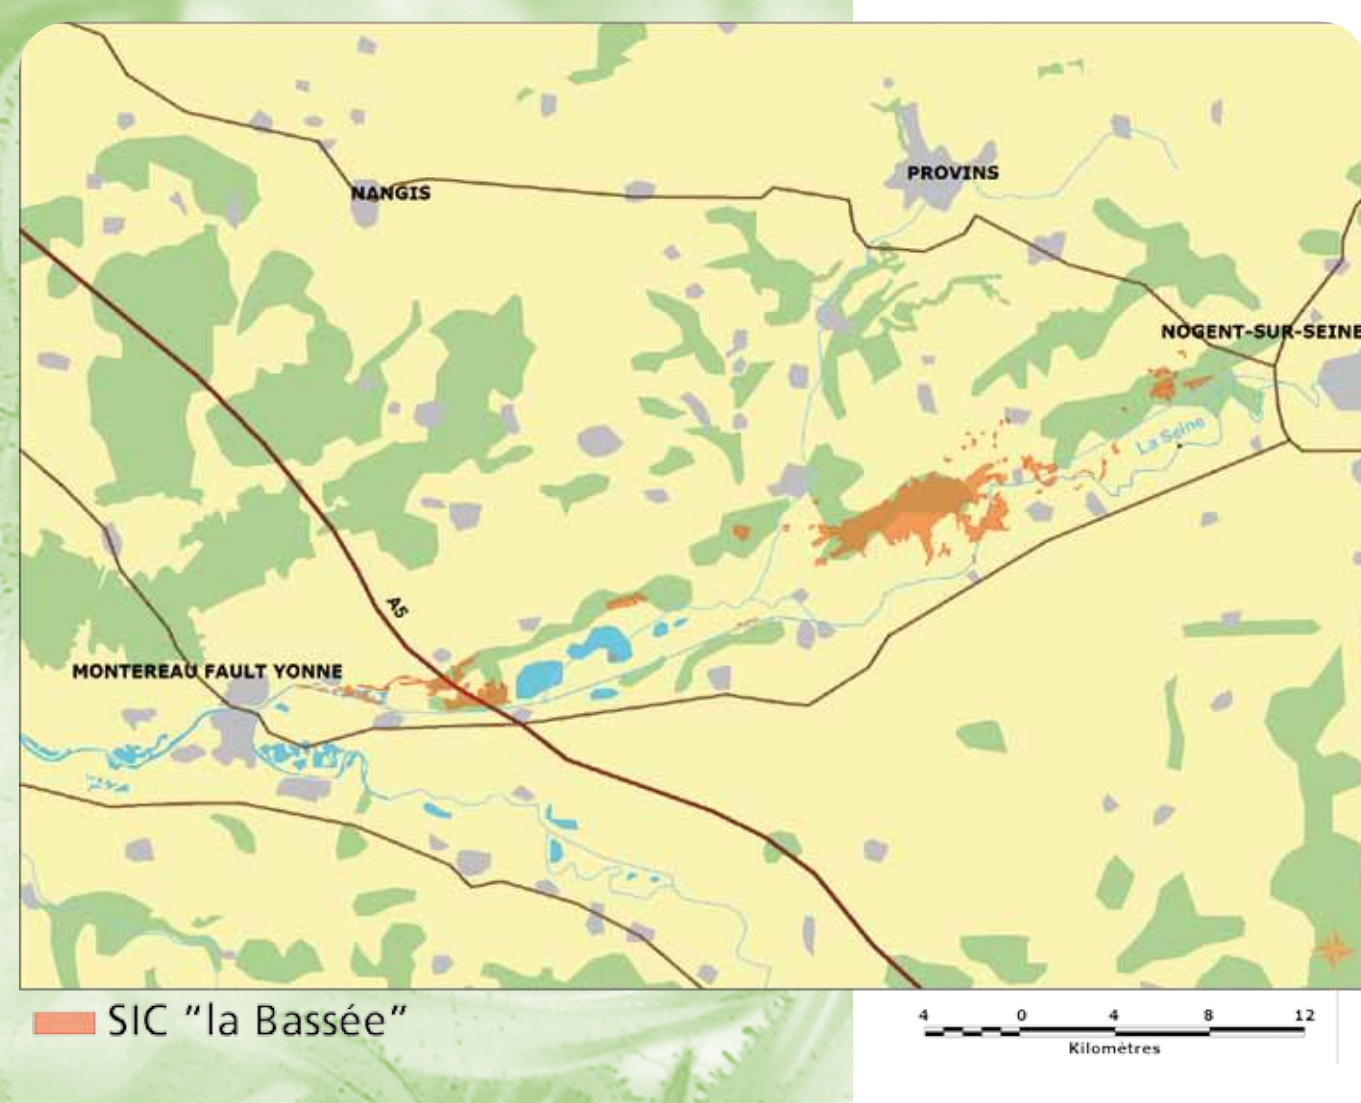 PROVINS
NANGIS
NOGENT-SUR-SEINE
La Seine
A5
MONTEREAU FAULT YONNE
SIC "la Bassée"
4 0 4 8 12
Kilomètres